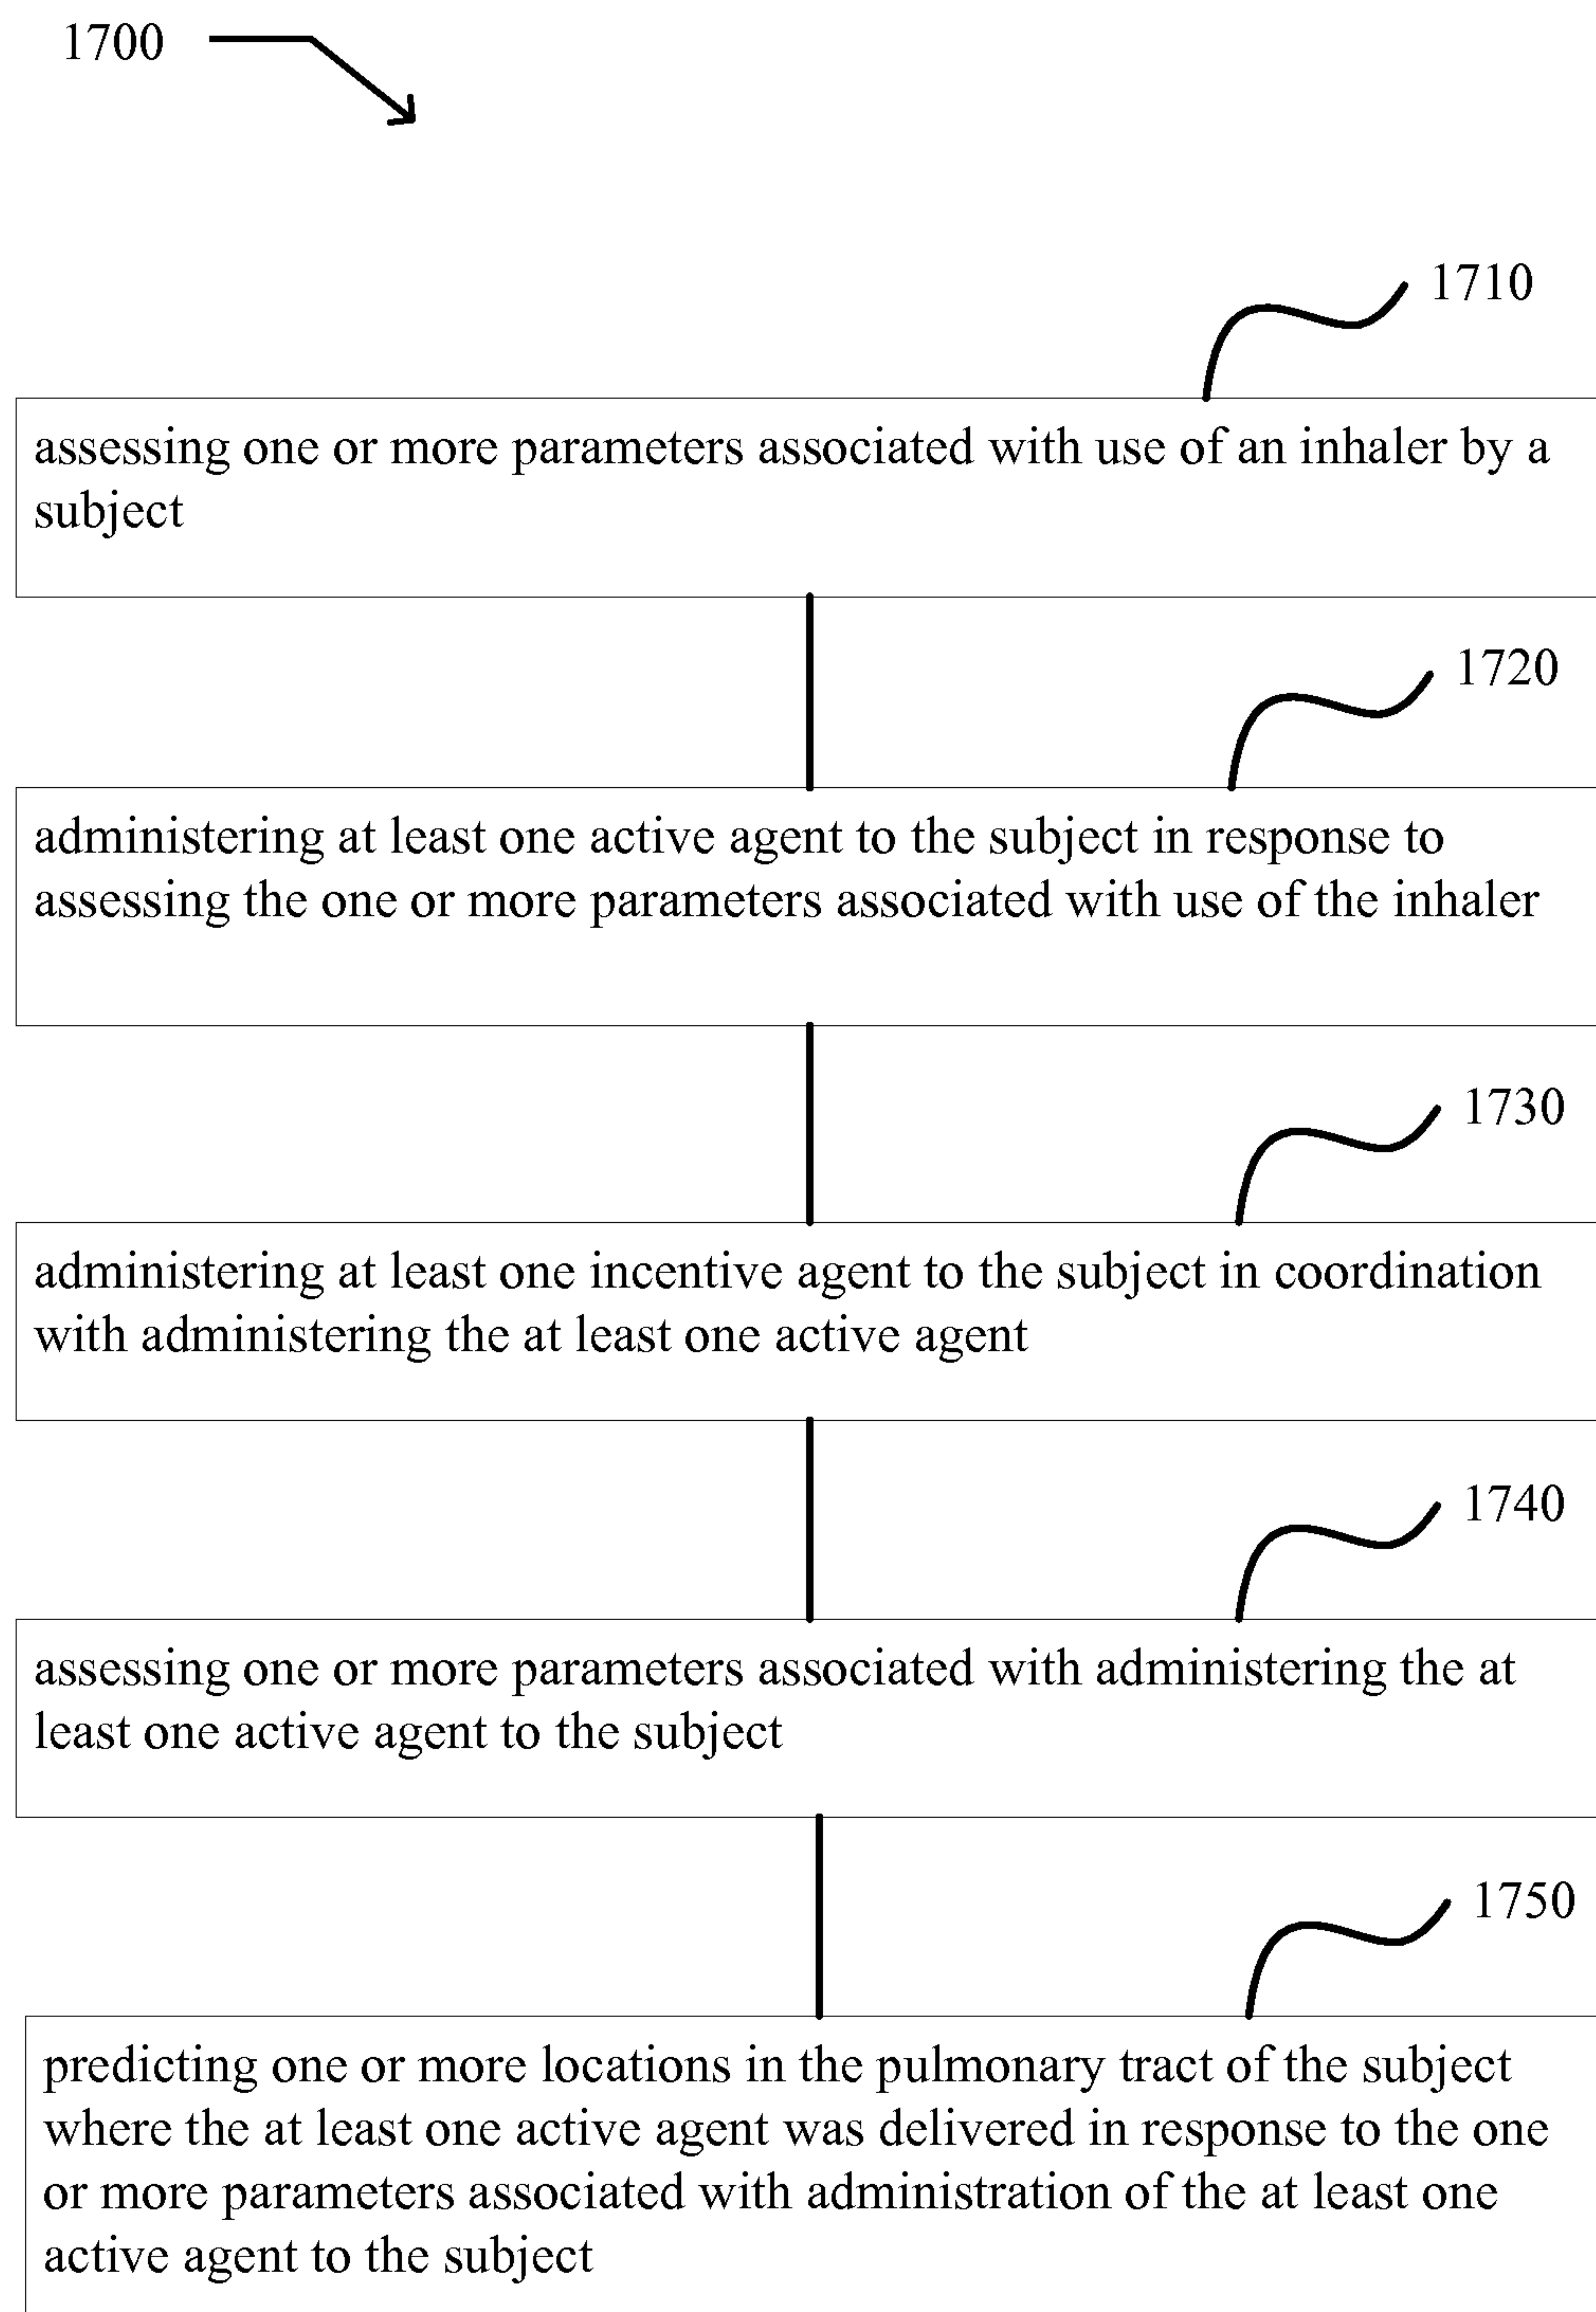 1700
1710
assessing one or more parameters associated with use of an inhaler by a
subject
1720
administering at least one active agent to the subject in response to
assessing the one or more parameters associated with use of the inhaler
1730
administering at least one incentive agent to the subject in coordination
with administering the at least one active agent
1740
assessing one or more parameters associated with administering the at
least one active agent to the subject
1750
predicting one or more locations in the pulmonary tract of the subject
where the at least one active agent was delivered in response to the one
or more parameters associated with administration of the at least one
active agent to the subject